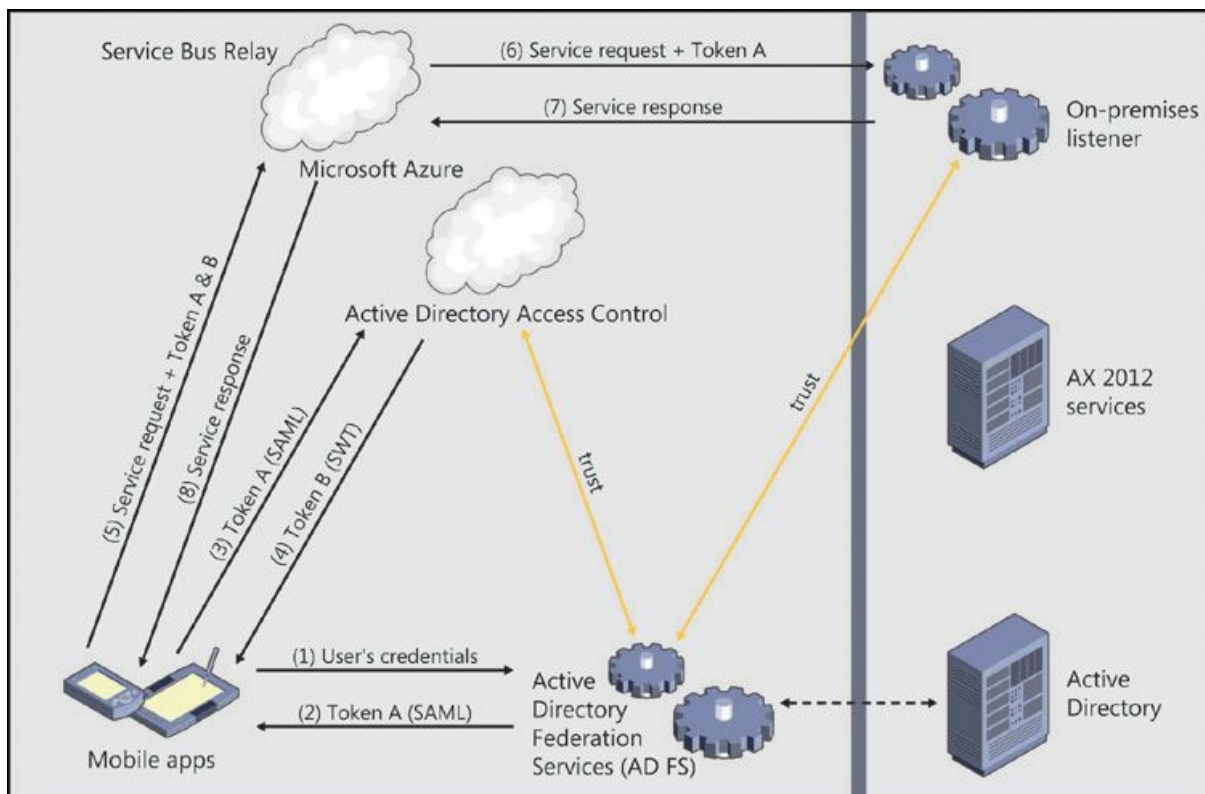 Service Bus Relay
(6) Service request + Token A
(7) Service response
On-premises
listener
Microsoft Azure
Active Directory Access Control
(5) Service request + Token A & B
(8) Service response
(3) Token A (SAML)
(4) Token B (SWT)
trust
trust
AX 2012
services
(1) User's credentials
(2) Token A (SAML)
Mobile apps
Active
Directory
Federation
Services (AD FS)
Active
Directory